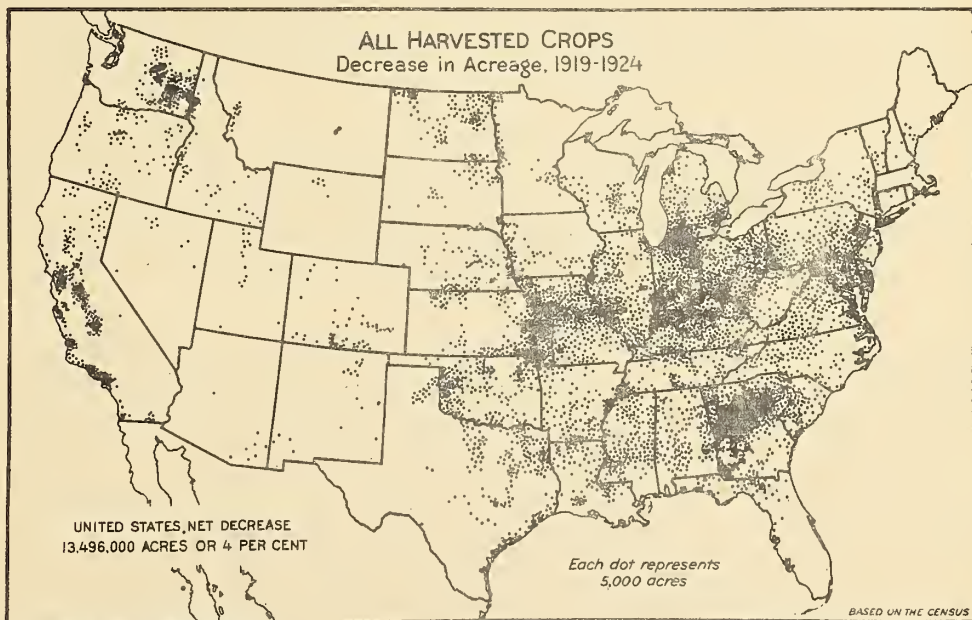 ALL HARVESTED CROPS
Decrease in Acreage, 1919-1924
UNITED STATES, NET DECREASE
13,496,000 ACRES OR 4 PER CENT
Each dot represents
5,000 acres
BASED ON THE CENSUS